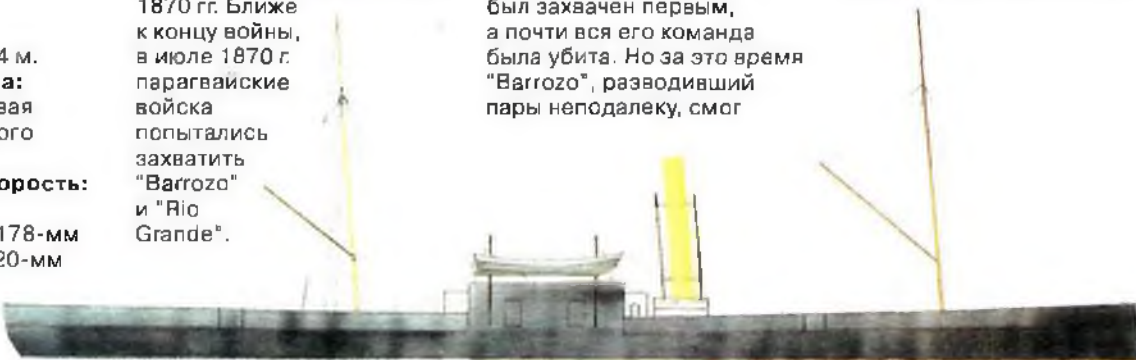 4 м.
а:
вая
ого
орость:
178-мм
20-мм
1870 гг. Ближе
к концу войны,
в июле 1870 г.
парагвайские
войска
попытались
захватить
"Barrozo"
и "Rio
Grande".
был захвачен первым,
а почти вся его команда
была убита. Но за это время
"Barrozo", разводивший
пары неподалеку, смог